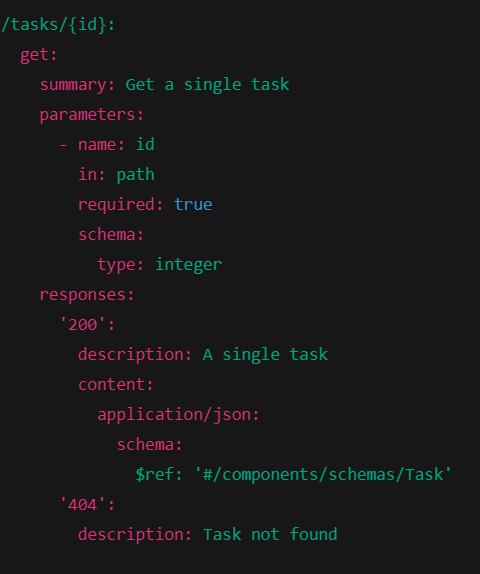 /tasks/{id}:
  get:
    summary: Get a single task
    parameters:
      - name: id
        in: path
        required: true
        schema:
          type: integer
    responses:
      '200':
        description: A single task
        content:
          application/json:
            schema:
              $ref: '#/components/schemas/Task'
      '404':
        description: Task not found